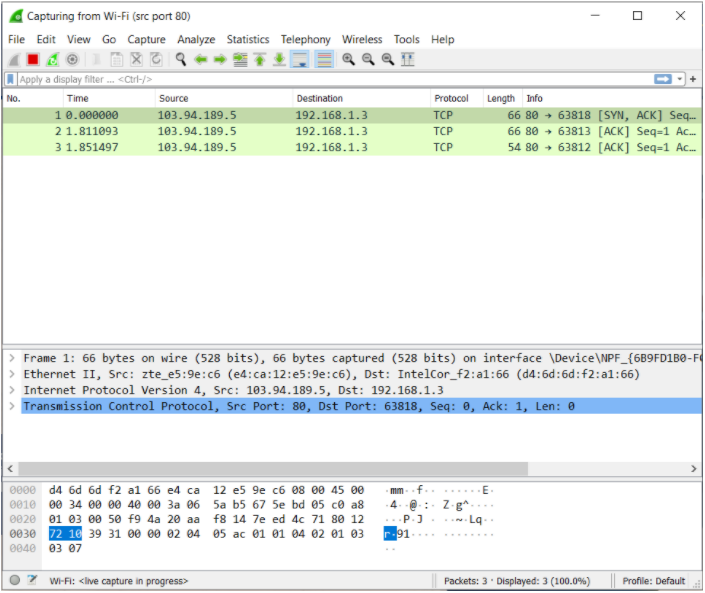 Capturing from Wi-Fi (src port 80)
File Edit View Go Capture Analyze Statistics Telephony Wireless Tools Help
Apply a display filter ... <Ctrl-/>
No. Time Source Destination Protocol Length Info
1 0.000000 103.94.189.5 192.168.1.3 TCP 66 80 → 63818 [SYN, ACK] Seq…
2 1.811093 103.94.189.5 192.168.1.3 TCP 66 80 → 63813 [ACK] Seq=1 Ac…
3 1.851497 103.94.189.5 192.168.1.3 TCP 54 80 → 63812 [ACK] Seq=1 Ac…
> Frame 1: 66 bytes on wire (528 bits), 66 bytes captured (528 bits) on interface \Device\NPF_{6B9FD1B0-F
> Ethernet II, Src: zte_e5:9e:c6 (e4:ca:12:e5:9e:c6), Dst: IntelCor_f2:a1:66 (d4:6d:6d:f2:a1:66)
> Internet Protocol Version 4, Src: 103.94.189.5, Dst: 192.168.1.3
> Transmission Control Protocol, Src Port: 80, Dst Port: 63818, Seq: 0, Ack: 1, Len: 0
0000 d4 6d 6d f2 a1 66 e4 ca 12 e5 9e c6 08 00 45 00 ·mm··f·· ······E·
0010 00 34 00 00 40 00 3a 06 5a b5 67 5e bd 05 c0 a8 ·4··@·:· Z·g^····
0020 01 03 00 50 f9 4a 20 aa f8 14 7e ed 4c 71 80 12 ···P·J · ··~·Lq··
0030 72 10 39 31 00 00 02 04 05 ac 01 01 04 02 01 03 r·91···· ········
0040 03 07 ··
Wi-Fi: <live capture in progress> Packets: 3 · Displayed: 3 (100.0%) Profile: Default